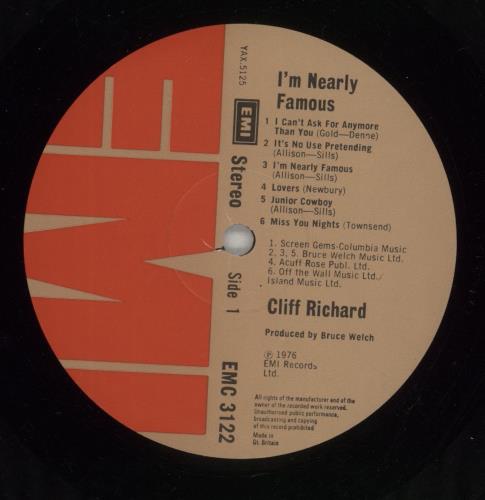 YAX.5125
EMI
Stereo
Side 1
EMC 3122
EMI
I'm Nearly
Famous
1 I Can't Ask For Anymore
Than You (Gold—Denne)
2 It's No Use Pretending
(Allison—Sills)
3 I'm Nearly Famous
(Allison—Sills)
4 Lovers (Newbury)
5 Junior Cowboy
(Allison—Sills)
6 Miss You Nights (Townsend)
1. Screen Gems-Columbia Music
2, 3, 5. Bruce Welch Music Ltd.
4. Acuff Rose Publ. Ltd.
6. Off the Wall Music Ltd./
Island Music Ltd.
Cliff Richard
Produced by Bruce Welch
℗ 1976
EMI Records
Ltd.
All rights of the manufacturer and of the
owner of the recorded work reserved.
Unauthorised public performance,
broadcasting and copying
of this record prohibited
Made in
Gt. Britain